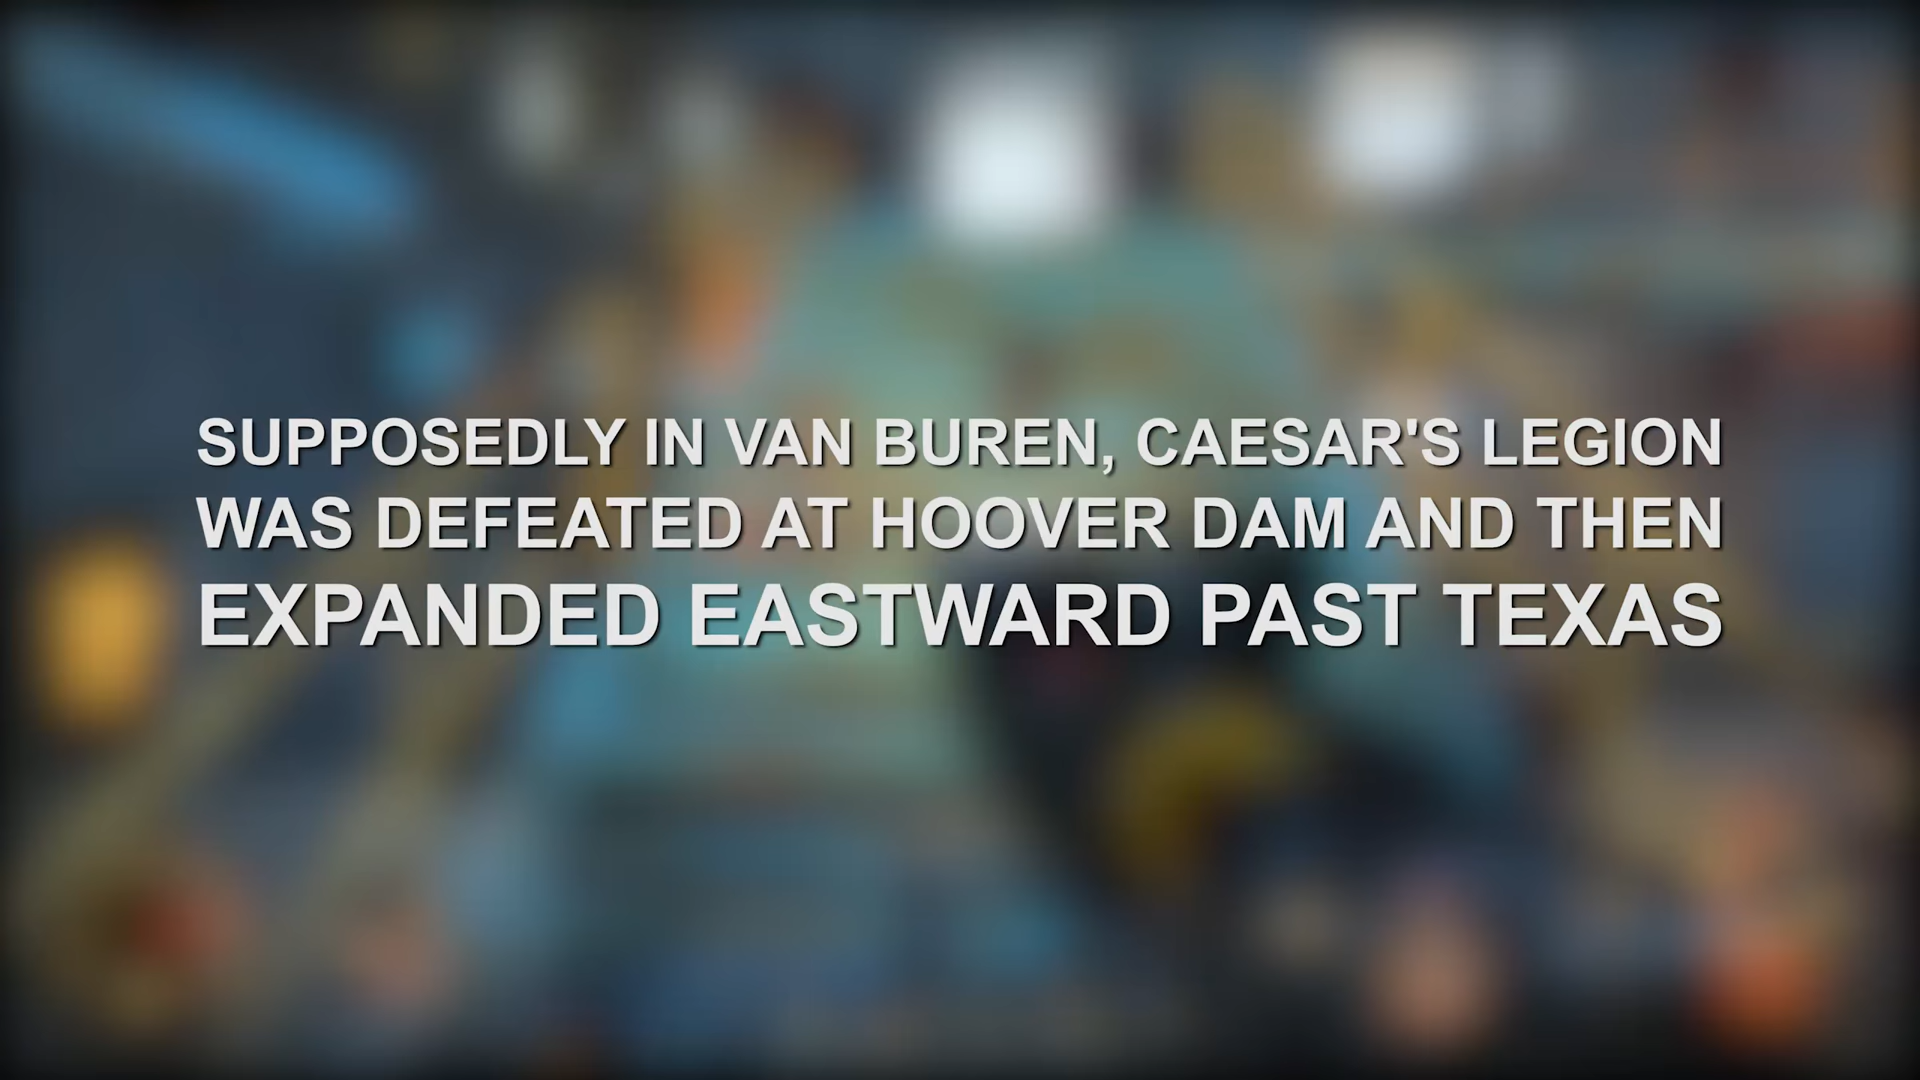 SUPPOSEDLY IN VAN BUREN, CAESAR'S LEGION
WAS DEFEATED AT HOOVER DAM AND THEN
EXPANDED EASTWARD PAST TEXAS